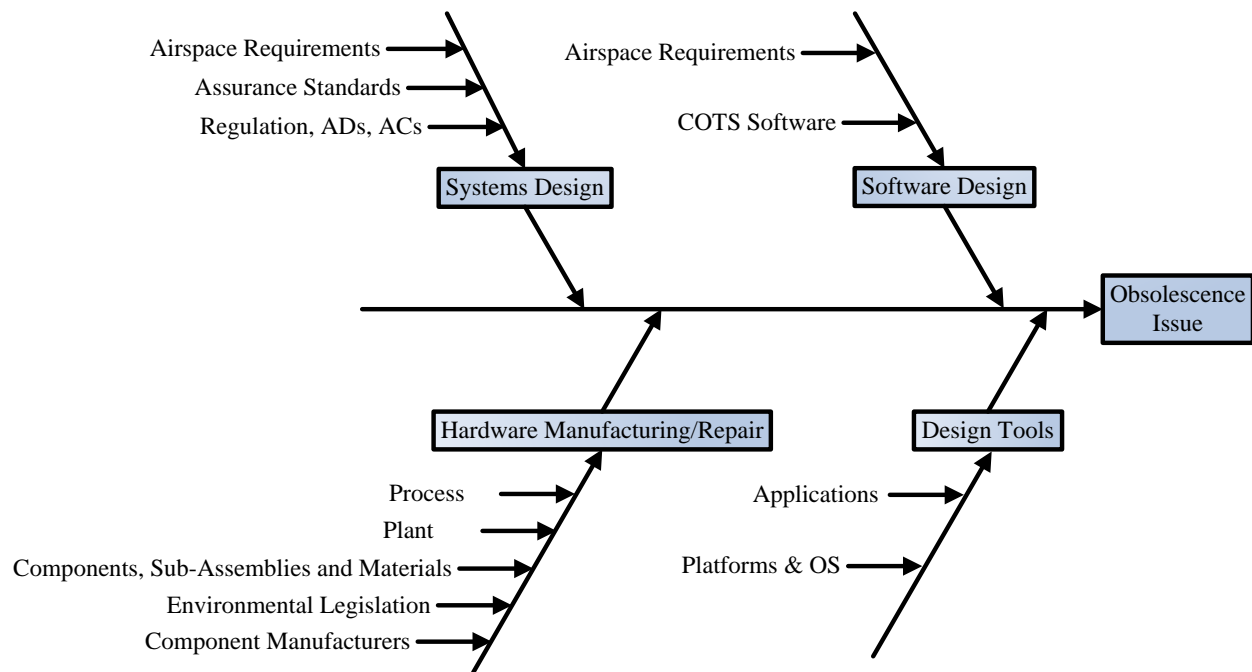 Airspace Requirements
Assurance Standards
Regulation, ADs, ACs
Systems Design
Airspace Requirements
COTS Software
Software Design
Obsolescence
Issue
Hardware Manufacturing/Repair
Process
Plant
Components, Sub-Assemblies and Materials
Environmental Legislation
Component Manufacturers
Design Tools
Applications
Platforms & OS